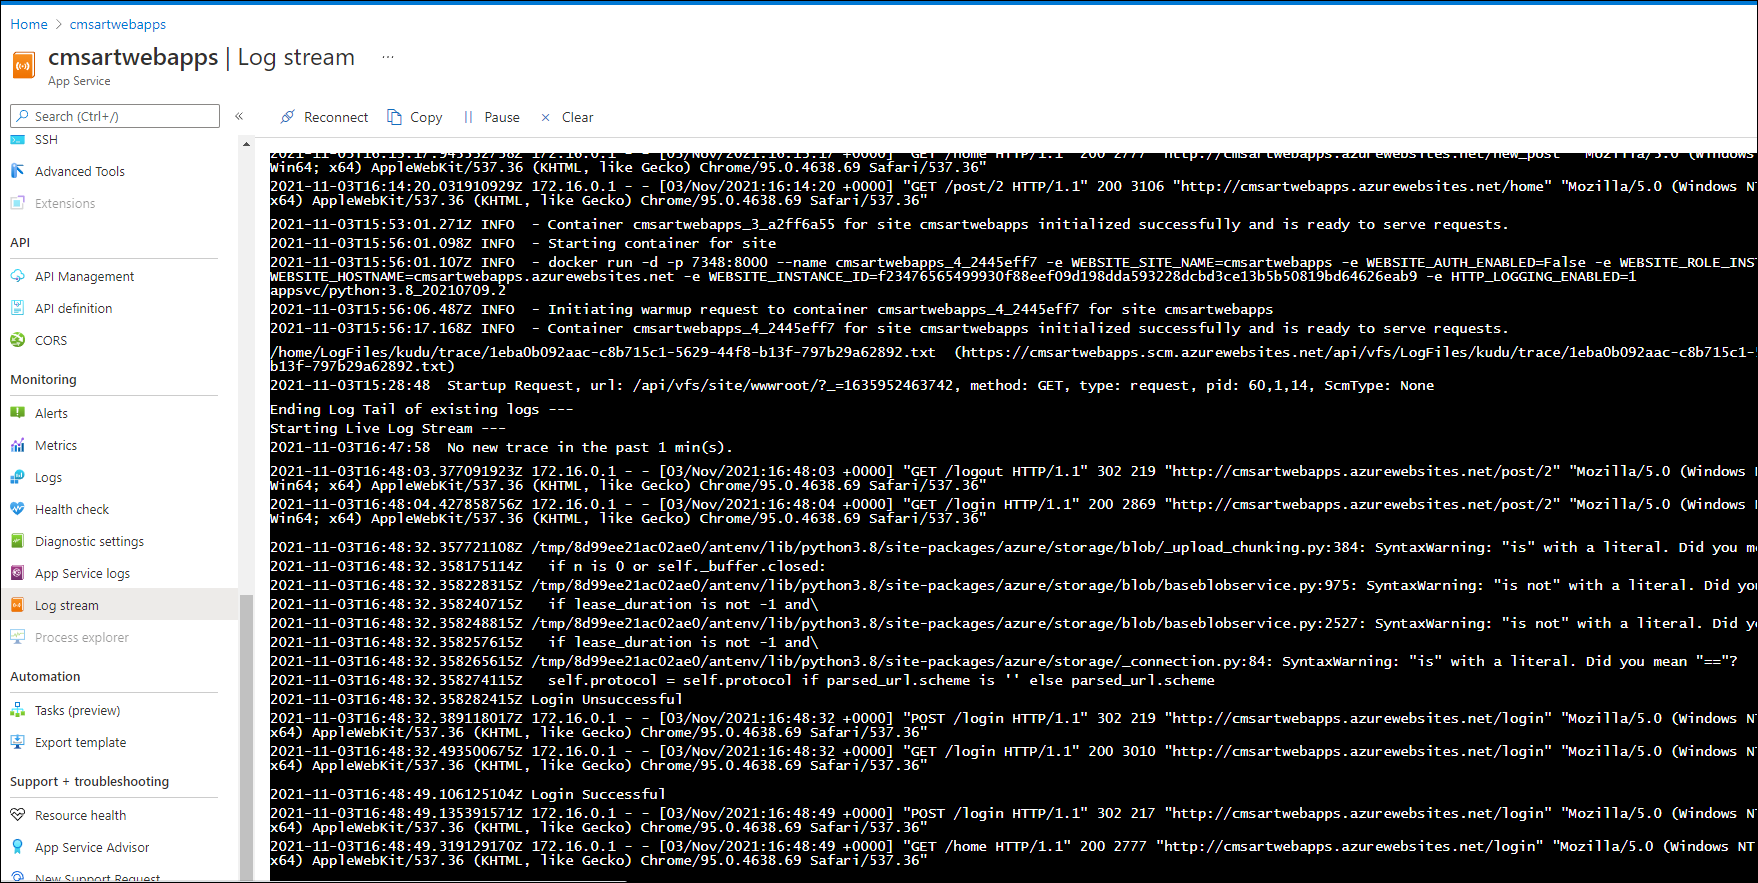 Home > cmsartwebapps
cmsartwebapps | Log stream ...
App Service
Search (Ctrl+/)
«
Reconnect Copy Pause Clear
SSH
Advanced Tools
Extensions
API
API Management
API definition
CORS
Monitoring
Alerts
Metrics
Logs
Health check
Diagnostic settings
App Service logs
Log stream
Process explorer
Automation
Tasks (preview)
Export template
Support + troubleshooting
Resource health
App Service Advisor
New Support Request
172.16.0.1 - - [03/Nov/2021:16:13:17 +0000] "GET /home HTTP/1.1" 200 2777 "http://cmsartwebapps.azurewebsites.net/new_post" "Mozilla/5.0 (Windows
Win64; x64) AppleWebKit/537.36 (KHTML, like Gecko) Chrome/95.0.4638.69 Safari/537.36"
2021-11-03T16:14:20.031910929Z 172.16.0.1 - - [03/Nov/2021:16:14:20 +0000] "GET /post/2 HTTP/1.1" 200 3106 "http://cmsartwebapps.azurewebsites.net/home" "Mozilla/5.0 (Windows NT
x64) AppleWebKit/537.36 (KHTML, like Gecko) Chrome/95.0.4638.69 Safari/537.36"
2021-11-03T15:53:01.271Z INFO - Container cmsartwebapps_3_a2ff6a55 for site cmsartwebapps initialized successfully and is ready to serve requests.
2021-11-03T15:56:01.098Z INFO - Starting container for site
2021-11-03T15:56:01.107Z INFO - docker run -d -p 7348:8000 --name cmsartwebapps_4_2445eff7 -e WEBSITE_SITE_NAME=cmsartwebapps -e WEBSITE_AUTH_ENABLED=False -e WEBSITE_ROLE_INST
WEBSITE_HOSTNAME=cmsartwebapps.azurewebsites.net -e WEBSITE_INSTANCE_ID=f23476565499930f88eef09d198dda593228dcbd3ce13b5b50819bd64626eab9 -e HTTP_LOGGING_ENABLED=1
appsvc/python:3.8_20210709.2
2021-11-03T15:56:06.487Z INFO - Initiating warmup request to container cmsartwebapps_4_2445eff7 for site cmsartwebapps
2021-11-03T15:56:17.168Z INFO - Container cmsartwebapps_4_2445eff7 for site cmsartwebapps initialized successfully and is ready to serve requests.
/home/LogFiles/kudu/trace/1eba0b092aac-c8b715c1-5629-44f8-b13f-797b29a62892.txt (https://cmsartwebapps.scm.azurewebsites.net/api/vfs/LogFiles/kudu/trace/1eba0b092aac-c8b715c1-5
b13f-797b29a62892.txt)
2021-11-03T15:28:48 Startup Request, url: /api/vfs/site/wwwroot/?_=1635952463742, method: GET, type: request, pid: 60,1,14, ScmType: None
Ending Log Tail of existing logs ---
Starting Live Log Stream ---
2021-11-03T16:47:58 No new trace in the past 1 min(s).
2021-11-03T16:48:03.377091923Z 172.16.0.1 - - [03/Nov/2021:16:48:03 +0000] "GET /logout HTTP/1.1" 302 219 "http://cmsartwebapps.azurewebsites.net/post/2" "Mozilla/5.0 (Windows N
Win64; x64) AppleWebKit/537.36 (KHTML, like Gecko) Chrome/95.0.4638.69 Safari/537.36"
2021-11-03T16:48:04.427858756Z 172.16.0.1 - - [03/Nov/2021:16:48:04 +0000] "GET /login HTTP/1.1" 200 2869 "http://cmsartwebapps.azurewebsites.net/post/2" "Mozilla/5.0 (Windows N
Win64; x64) AppleWebKit/537.36 (KHTML, like Gecko) Chrome/95.0.4638.69 Safari/537.36"
2021-11-03T16:48:32.357721108Z /tmp/8d99ee21ac02ae0/antenv/lib/python3.8/site-packages/azure/storage/blob/_upload_chunking.py:384: SyntaxWarning: "is" with a literal. Did you me
2021-11-03T16:48:32.358175114Z if n is 0 or self._buffer.closed:
2021-11-03T16:48:32.358228315Z /tmp/8d99ee21ac02ae0/antenv/lib/python3.8/site-packages/azure/storage/blob/baseblobservice.py:975: SyntaxWarning: "is not" with a literal. Did you
2021-11-03T16:48:32.358240715Z if lease_duration is not -1 and\
2021-11-03T16:48:32.358248815Z /tmp/8d99ee21ac02ae0/antenv/lib/python3.8/site-packages/azure/storage/blob/baseblobservice.py:2527: SyntaxWarning: "is not" with a literal. Did y
2021-11-03T16:48:32.358257615Z if lease_duration is not -1 and\
2021-11-03T16:48:32.358265615Z /tmp/8d99ee21ac02ae0/antenv/lib/python3.8/site-packages/azure/storage/_connection.py:84: SyntaxWarning: "is" with a literal. Did you mean "=="?
2021-11-03T16:48:32.358274115Z self.protocol = self.protocol if parsed_url.scheme is '' else parsed_url.scheme
2021-11-03T16:48:32.358282415Z Login Unsuccessful
2021-11-03T16:48:32.389118017Z 172.16.0.1 - - [03/Nov/2021:16:48:32 +0000] "POST /login HTTP/1.1" 302 219 "http://cmsartwebapps.azurewebsites.net/login" "Mozilla/5.0 (Windows NT
x64) AppleWebKit/537.36 (KHTML, like Gecko) Chrome/95.0.4638.69 Safari/537.36"
2021-11-03T16:48:32.493500675Z 172.16.0.1 - - [03/Nov/2021:16:48:32 +0000] "GET /login HTTP/1.1" 200 3010 "http://cmsartwebapps.azurewebsites.net/login" "Mozilla/5.0 (Windows NT
x64) AppleWebKit/537.36 (KHTML, like Gecko) Chrome/95.0.4638.69 Safari/537.36"
2021-11-03T16:48:49.106125104Z Login Successful
2021-11-03T16:48:49.135391571Z 172.16.0.1 - - [03/Nov/2021:16:48:49 +0000] "POST /login HTTP/1.1" 302 217 "http://cmsartwebapps.azurewebsites.net/login" "Mozilla/5.0 (Windows NT
x64) AppleWebKit/537.36 (KHTML, like Gecko) Chrome/95.0.4638.69 Safari/537.36"
2021-11-03T16:48:49.319129170Z 172.16.0.1 - - [03/Nov/2021:16:48:49 +0000] "GET /home HTTP/1.1" 200 2777 "http://cmsartwebapps.azurewebsites.net/login" "Mozilla/5.0 (Windows NT
x64) AppleWebKit/537.36 (KHTML, like Gecko) Chrome/95.0.4638.69 Safari/537.36"